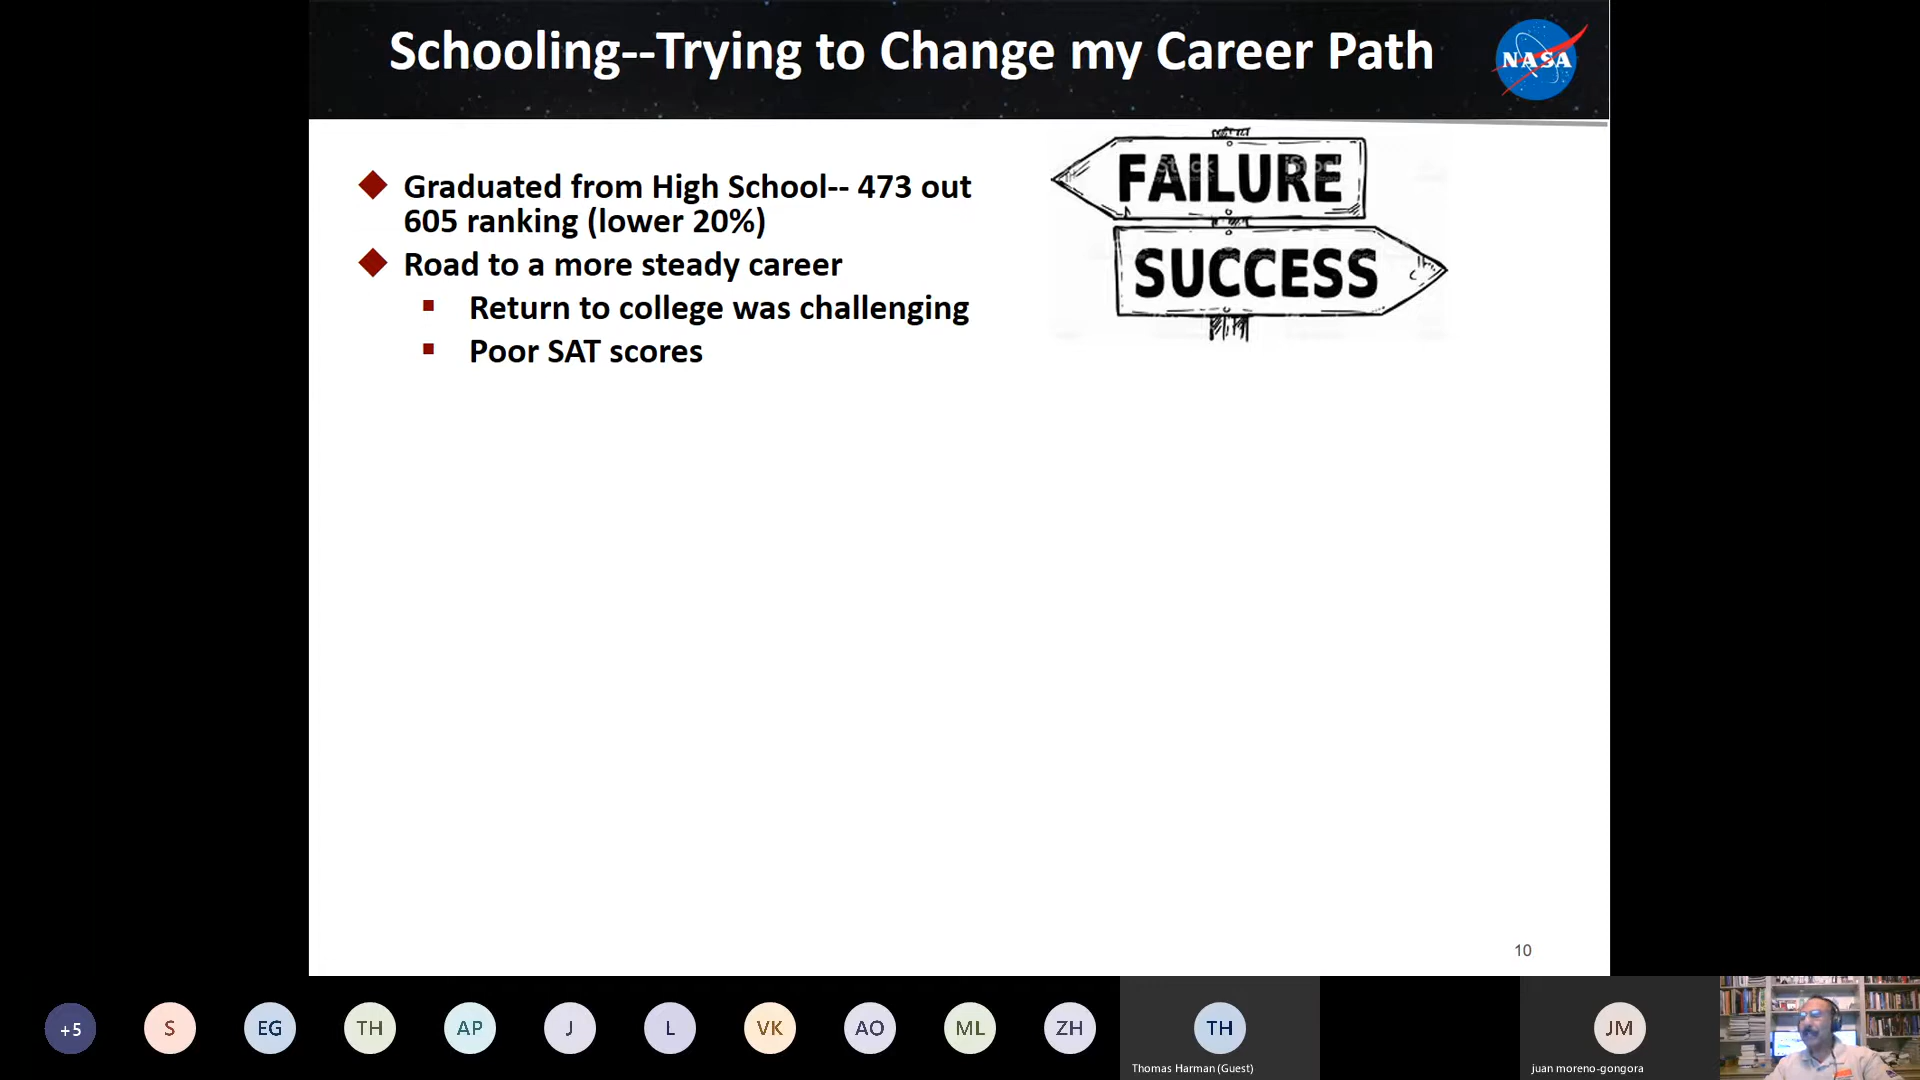 Schooling--Trying to Change my Career Path
NASA
Graduated from High School-- 473 out
605 ranking (lower 20%)
Road to a more steady career
Return to college was challenging
Poor SAT scores
FAILURE
SUCCESS
10
+5
S
EG
TH
AP
J
L
VK
AO
ML
ZH
TH
Thomas Harman (Guest)
JM
juan moreno-gongora